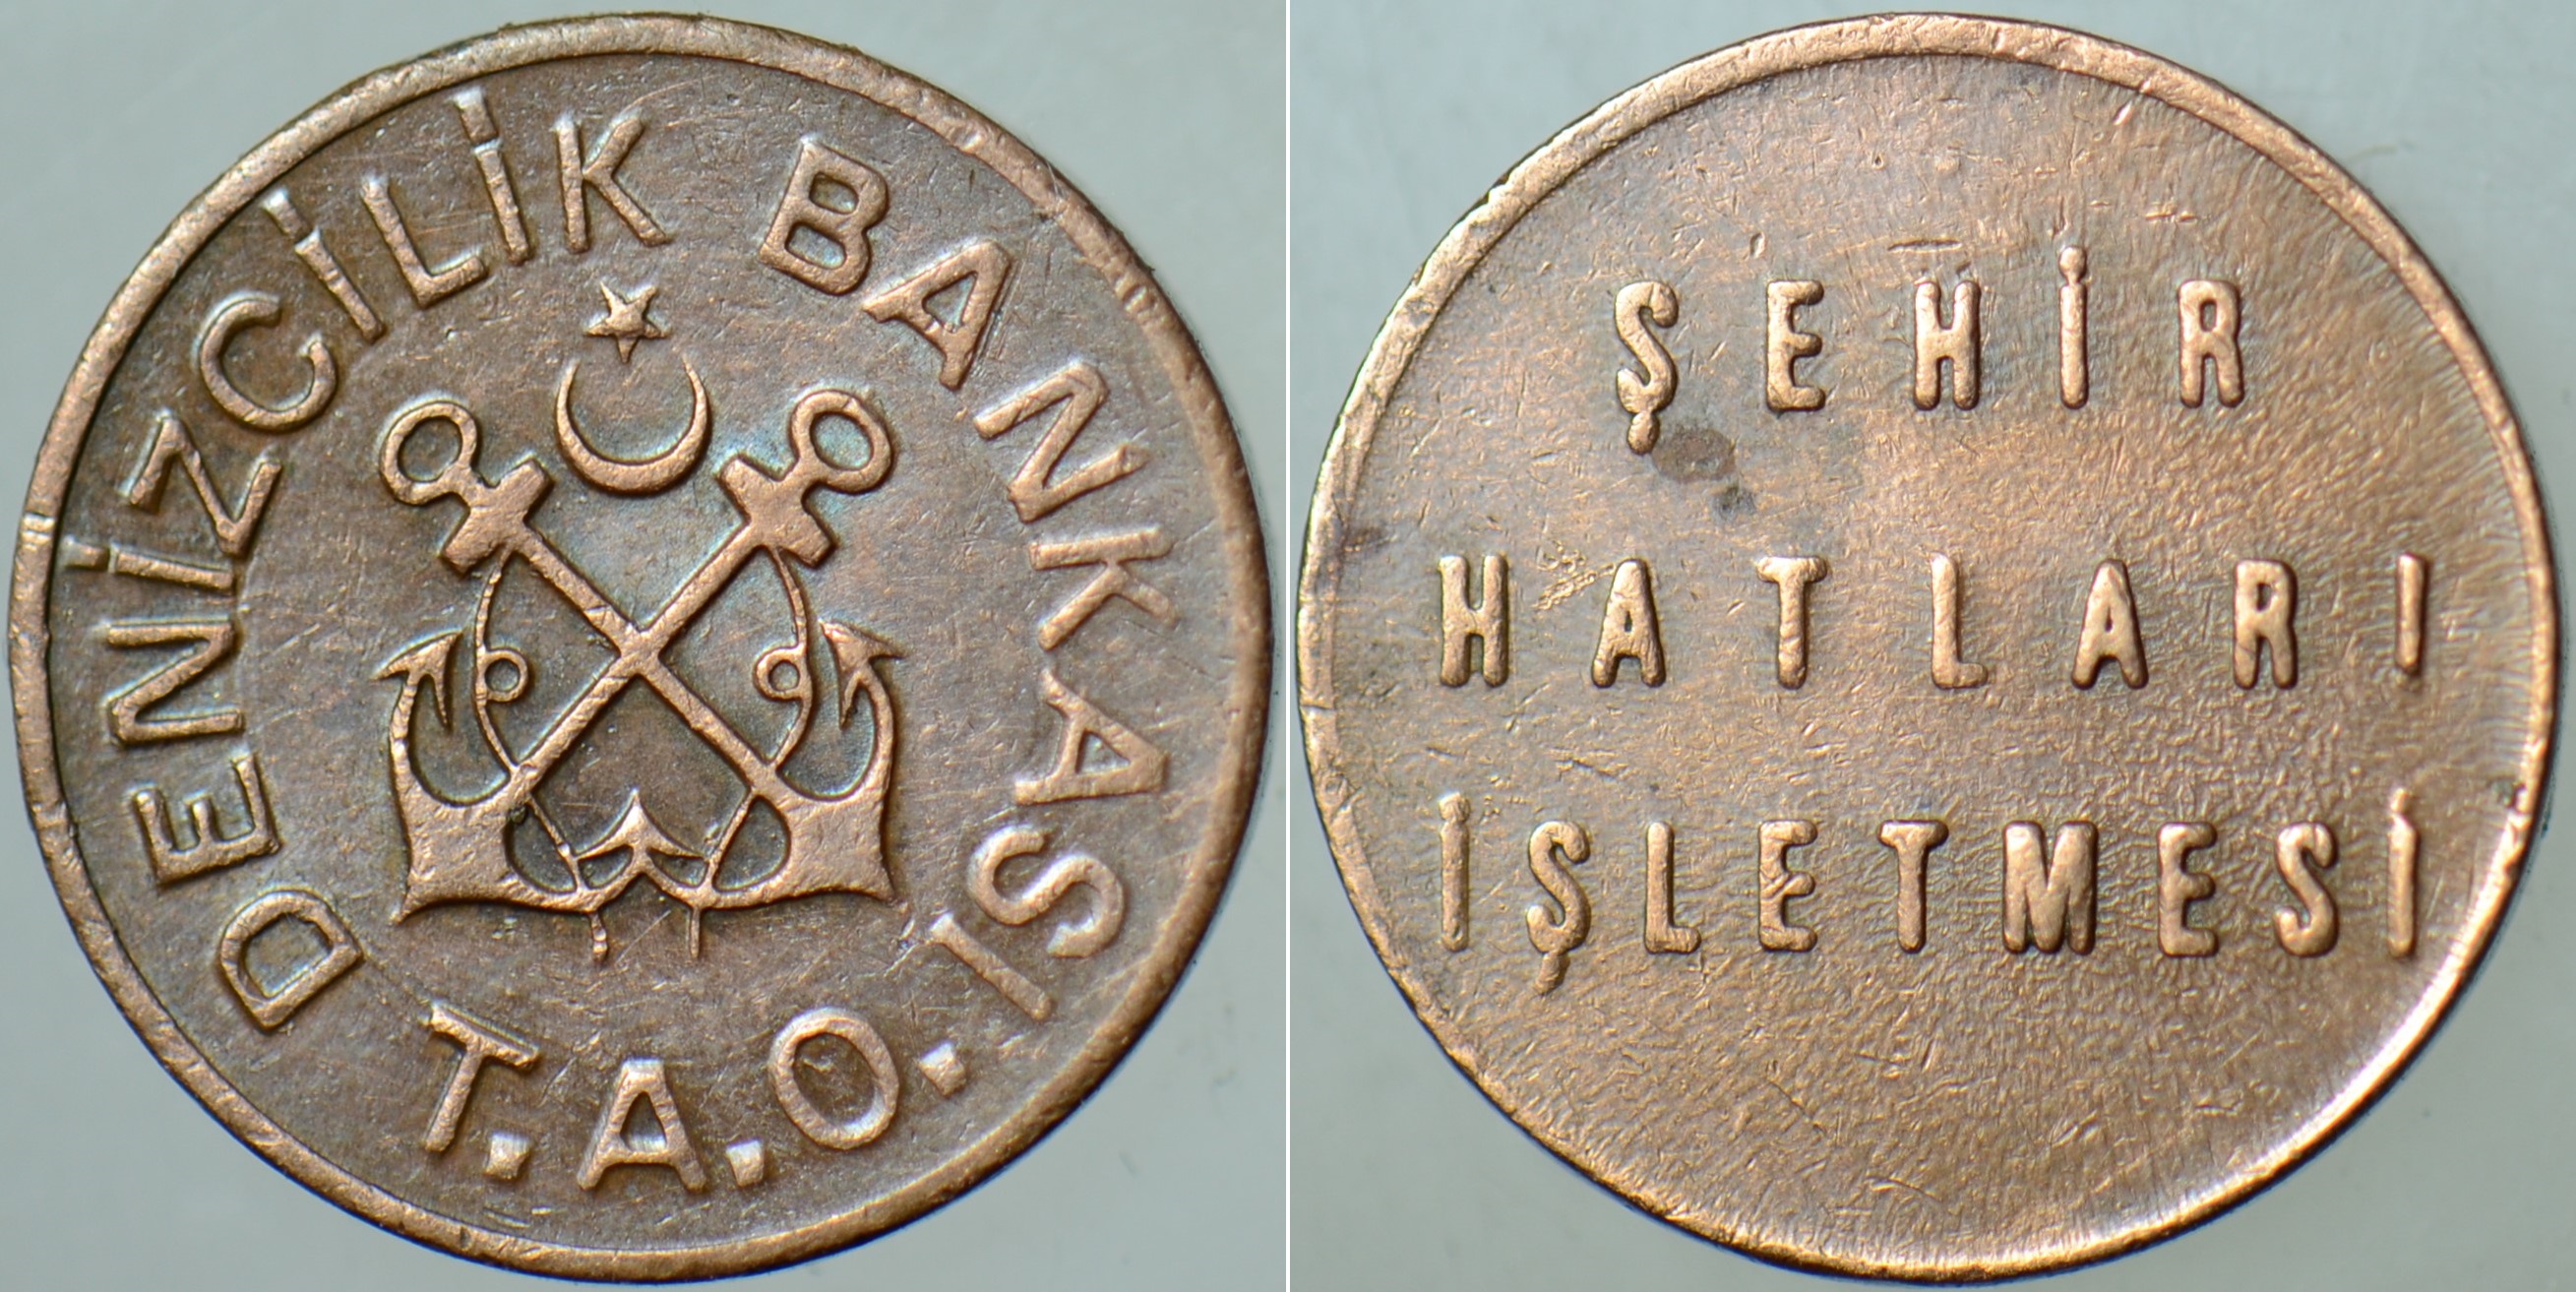 DENİZCİLİK BANKASI
T.A.O.
ŞEHİR
HATLARI
İŞLETMESİ